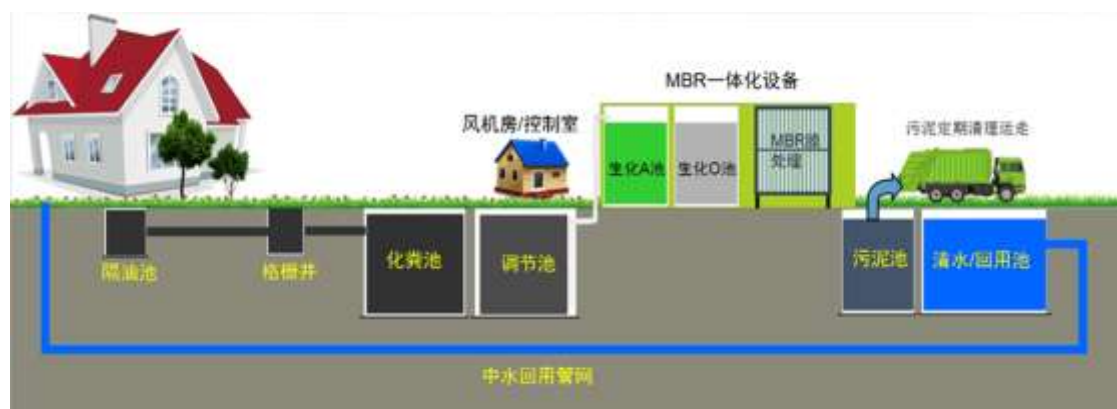 MBR一体化设备
风机房/控制室
污泥定期清理运走
生化A池
生化O池
MBR膜
处理
隔油池
格栅井
化粪池
调节池
污泥池
清水/回用池
中水回用管网